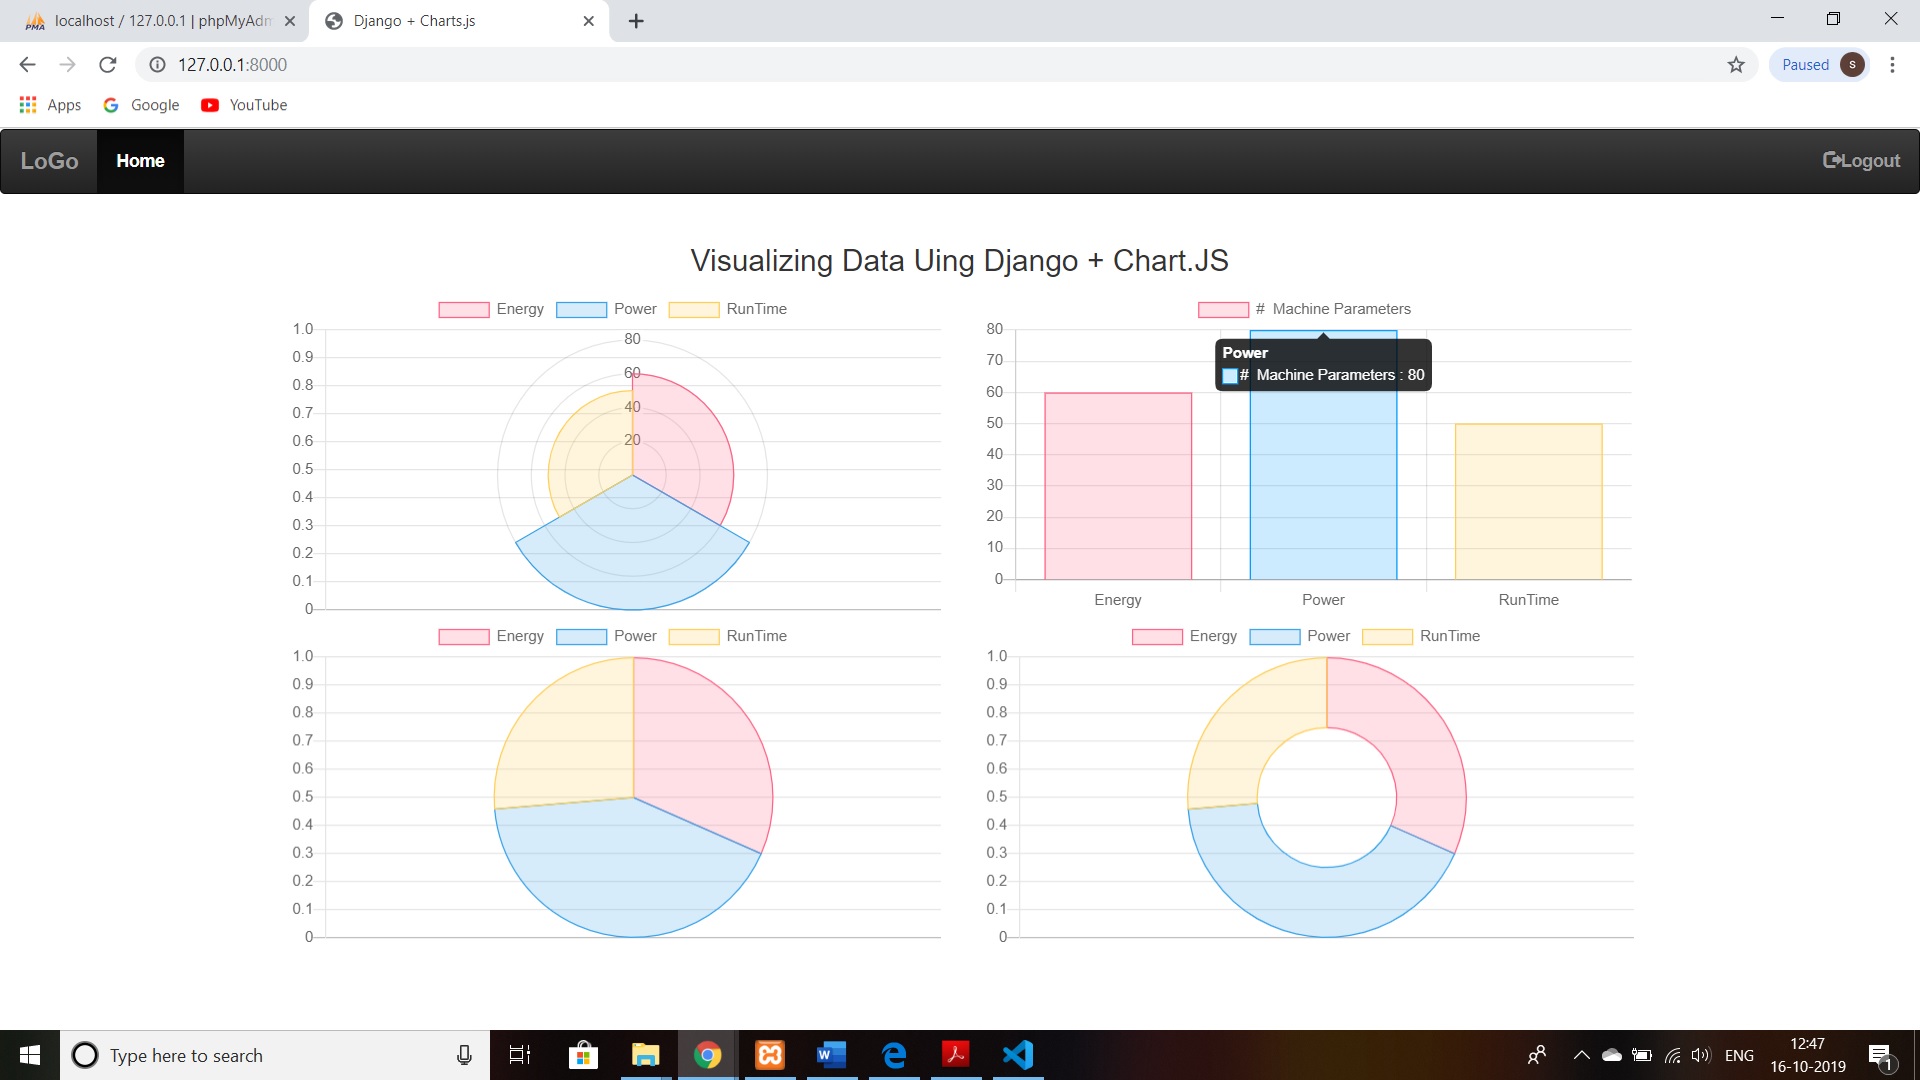 localhost / 127.0.0.1 | phpMyAdm
Django + Charts.js
127.0.0.1:8000
Paused
S
Apps
Google
YouTube
LoGo
Home
Logout
Visualizing Data Uing Django + Chart.JS
Energy Power RunTime
1.0
0.9
0.8
0.7
0.6
0.5
0.4
0.3
0.2
0.1
0
80
60
40
20
# Machine Parameters
80
70
60
50
40
30
20
10
0
Power
# Machine Parameters : 80
Energy Power RunTime
Energy Power RunTime
1.0
0.9
0.8
0.7
0.6
0.5
0.4
0.3
0.2
0.1
0
Energy Power RunTime
1.0
0.9
0.8
0.7
0.6
0.5
0.4
0.3
0.2
0.1
0
Type here to search
ENG
12:47
16-10-2019
1